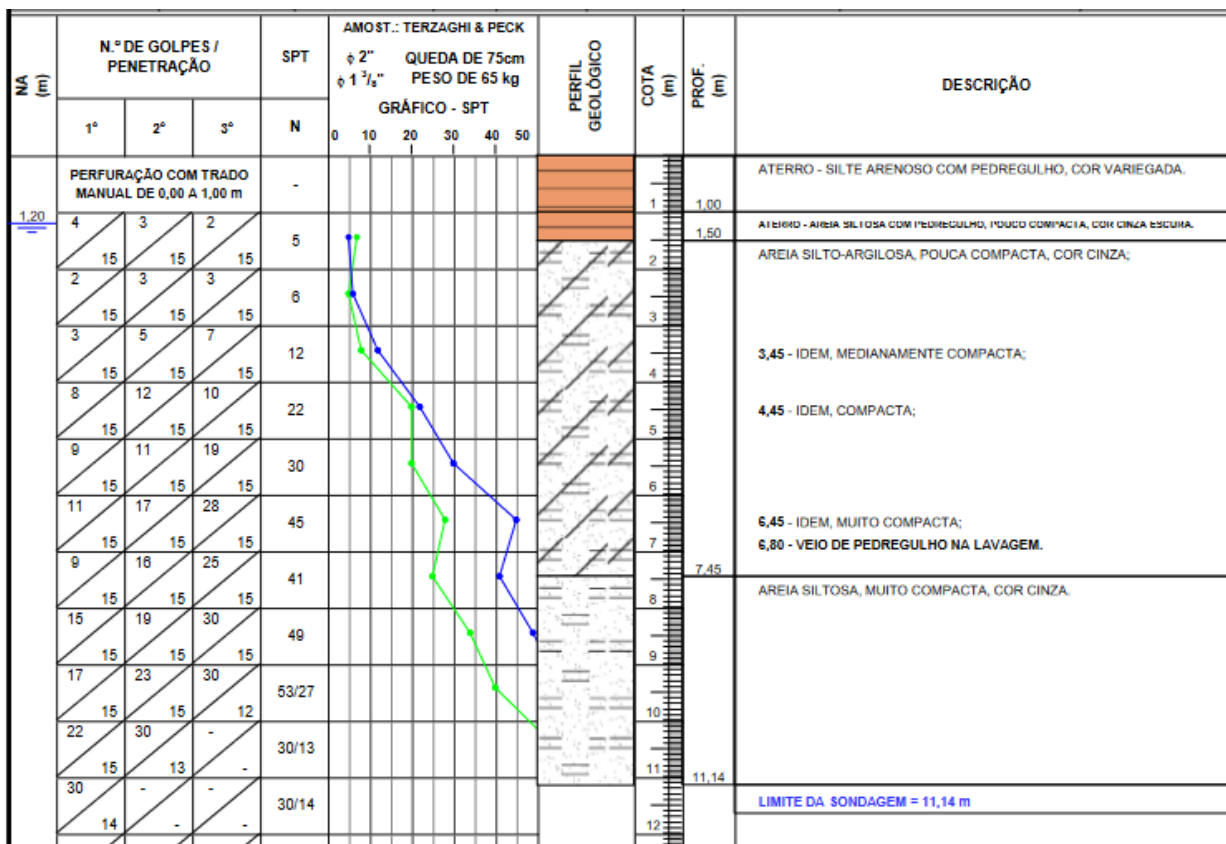 NA
(m)
N.º DE GOLPES /
PENETRAÇÃO
1º 2º 3º
SPT
N
AMOST.: TERZAGHI & PECK
ϕ 2" QUEDA DE 75cm
ϕ 1 3/8" PESO DE 65 kg
GRÁFICO - SPT
0 10 20 30 40 50
PERFIL
GEOLÓGICO
COTA
(m)
PROF.
(m)
DESCRIÇÃO
PERFURAÇÃO COM TRADO
MANUAL DE 0,00 A 1,00 m
-
1
1,00
ATERRO - SILTE ARENOSO COM PEDREGULHO, COR VARIEGADA.
1,20
4 3 2
15 15 15
5
1,50
ATERRO - AREIA SILTOSA COM PEDREGULHO, POUCO COMPACTA, COR CINZA ESCURA.
2
AREIA SILTO-ARGILOSA, POUCA COMPACTA, COR CINZA;
2 3 3
15 15 15
6
3
3 5 7
15 15 15
12
4
3,45 - IDEM, MEDIANAMENTE COMPACTA;
8 12 10
15 15 15
22
5
4,45 - IDEM, COMPACTA;
9 11 19
15 15 15
30
6
11 17 28
15 15 15
45
7
6,45 - IDEM, MUITO COMPACTA;
6,80 - VEIO DE PEDREGULHO NA LAVAGEM.
7,45
9 16 25
15 15 15
41
8
AREIA SILTOSA, MUITO COMPACTA, COR CINZA.
15 19 30
15 15 15
49
9
17 23 30
15 15 12
53/27
10
22 30 -
15 13 -
30/13
11
11,14
30 - -
14 - -
30/14
12
LIMITE DA SONDAGEM = 11,14 m